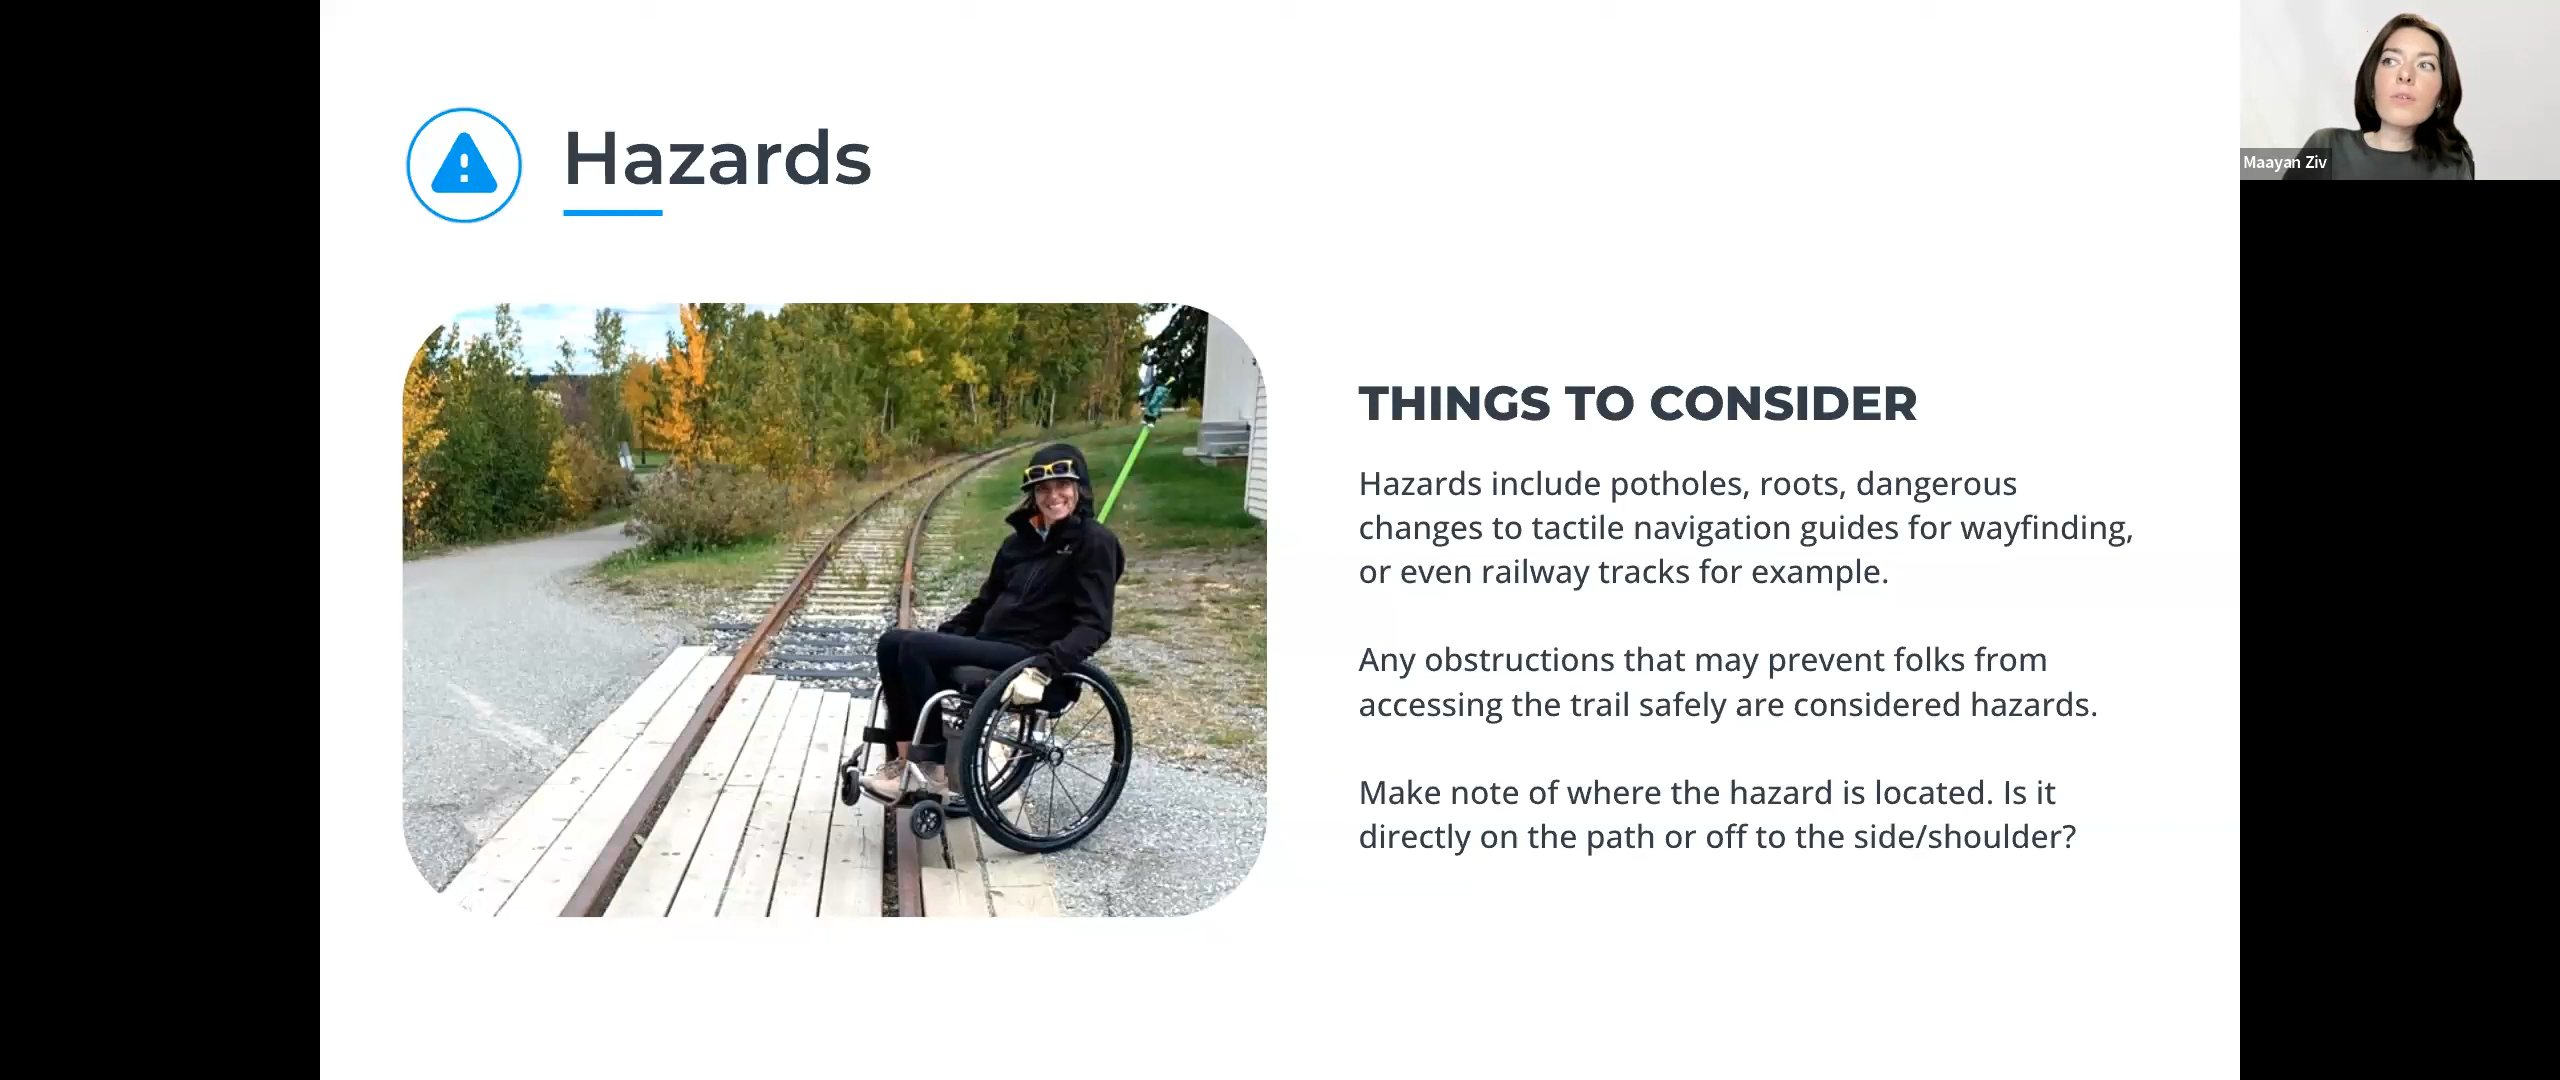 Hazards
Maayan Ziv
THINGS TO CONSIDER
Hazards include potholes, roots, dangerous
changes to tactile navigation guides for wayfinding,
or even railway tracks for example.
Any obstructions that may prevent folks from
accessing the trail safely are considered hazards.
Make note of where the hazard is located. Is it
directly on the path or off to the side/shoulder?